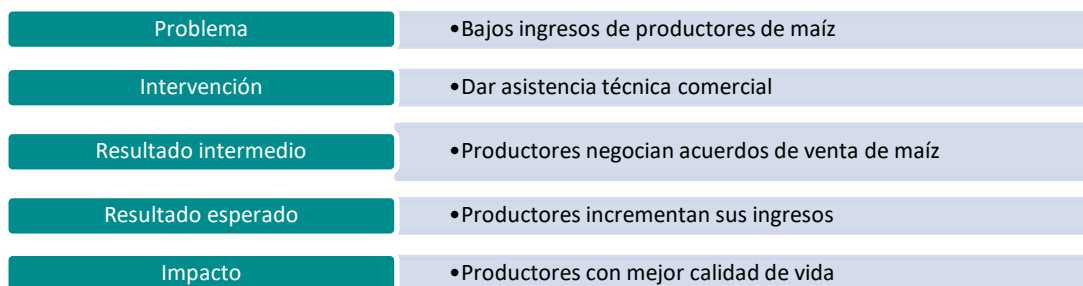 Problema
•Bajos ingresos de productores de maíz
Intervención
•Dar asistencia técnica comercial
Resultado intermedio
•Productores negocian acuerdos de venta de maíz
Resultado esperado
•Productores incrementan sus ingresos
Impacto
•Productores con mejor calidad de vida